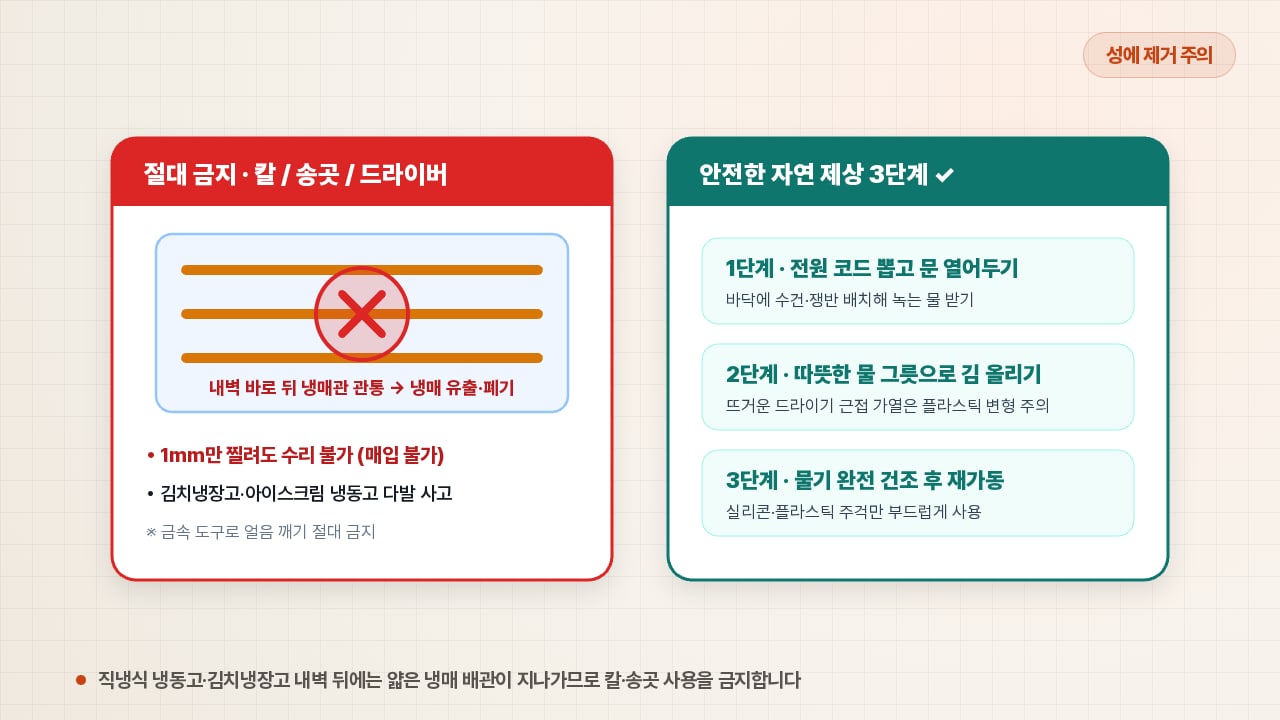 성에 제거 주의
절대 금지 · 칼 / 송곳 / 드라이버
내벽 바로 뒤 냉매관 관통 → 냉매 유출·폐기
• 1mm만 찔려도 수리 불가 (매입 불가)
• 김치냉장고·아이스크림 냉동고 다발 사고
※ 금속 도구로 얼음 깨기 절대 금지
안전한 자연 제상 3단계 ✓
1단계 · 전원 코드 뽑고 문 열어두기
바닥에 수건·쟁반 배치해 녹는 물 받기
2단계 · 따뜻한 물 그릇으로 김 올리기
뜨거운 드라이기 근접 가열은 플라스틱 변형 주의
3단계 · 물기 완전 건조 후 재가동
실리콘·플라스틱 주걱만 부드럽게 사용
직냉식 냉동고·김치냉장고 내벽 뒤에는 얇은 냉매 배관이 지나가므로 칼·송곳 사용을 금지합니다